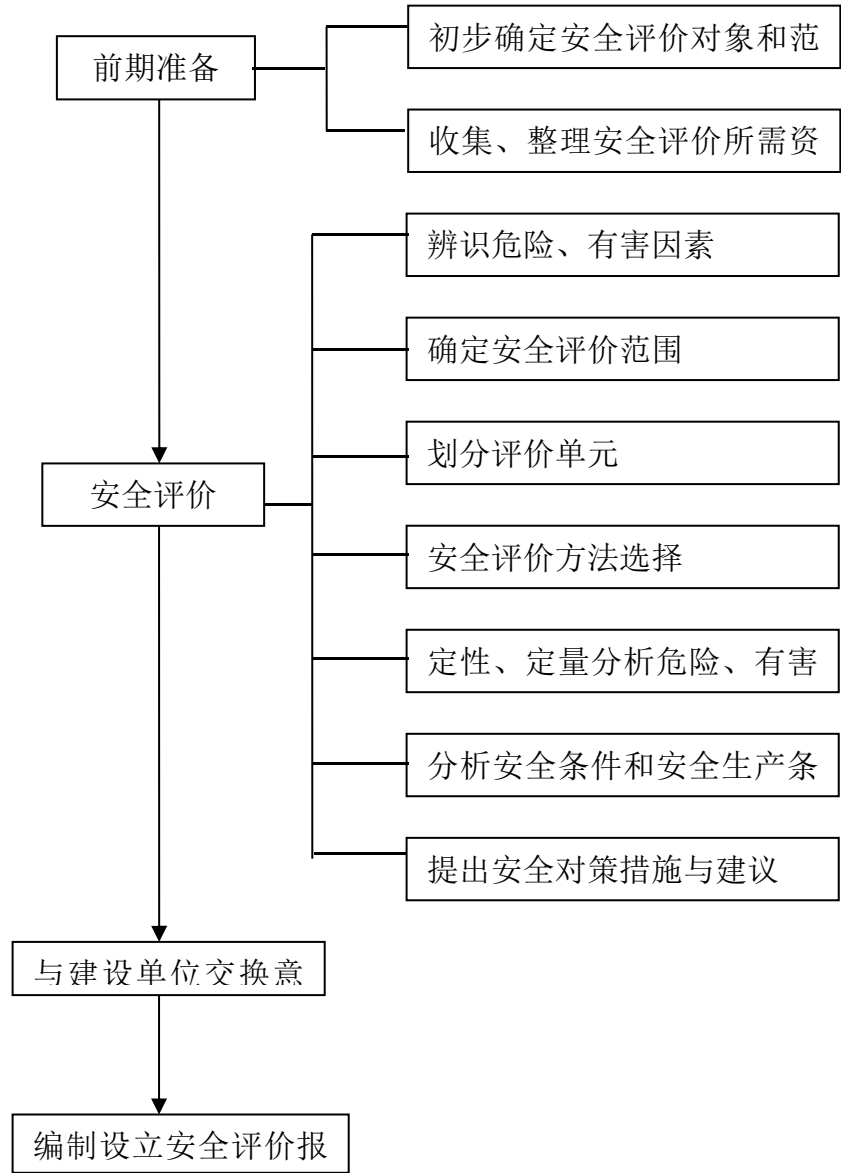 前期准备
初步确定安全评价对象和范
收集、整理安全评价所需资
安全评价
辨识危险、有害因素
确定安全评价范围
划分评价单元
安全评价方法选择
定性、定量分析危险、有害
分析安全条件和安全生产条
提出安全对策措施与建议
与建设单位交换意
编制设立安全评价报